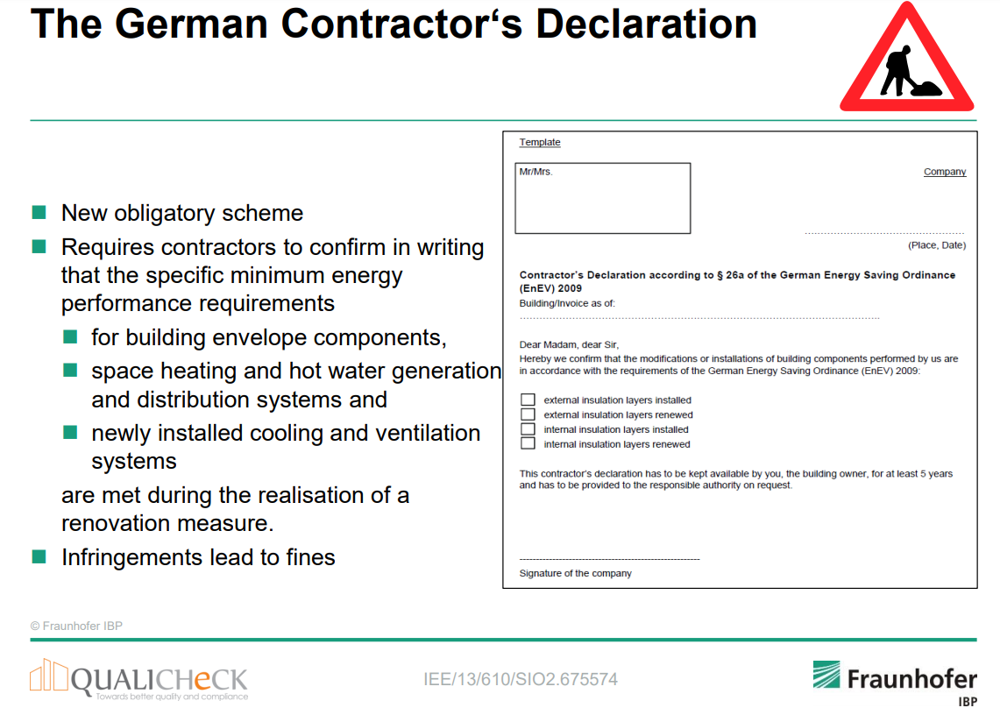 The German Contractor‘s Declaration
New obligatory scheme
Requires contractors to confirm in writing
that the specific minimum energy
performance requirements
for building envelope components,
space heating and hot water generation
and distribution systems and
newly installed cooling and ventilation
systems
are met during the realisation of a
renovation measure.
Infringements lead to fines
Template
Mr/Mrs.
Company
(Place, Date)
Contractor's Declaration according to § 26a of the German Energy Saving Ordinance
(EnEV) 2009
Building/Invoice as of:
Dear Madam, dear Sir,
Hereby we confirm that the modifications or installations of building components performed by us are
in accordance with the requirements of the German Energy Saving Ordinance (EnEV) 2009:
external insulation layers installed
external insulation layers renewed
internal insulation layers installed
internal insulation layers renewed
This contractor's declaration has to be kept available by you, the building owner, for at least 5 years
and has to be provided to the responsible authority on request.
Signature of the company
© Fraunhofer IBP
QUALICHeCK
Towards better quality and compliance
IEE/13/610/SIO2.675574
Fraunhofer
IBP